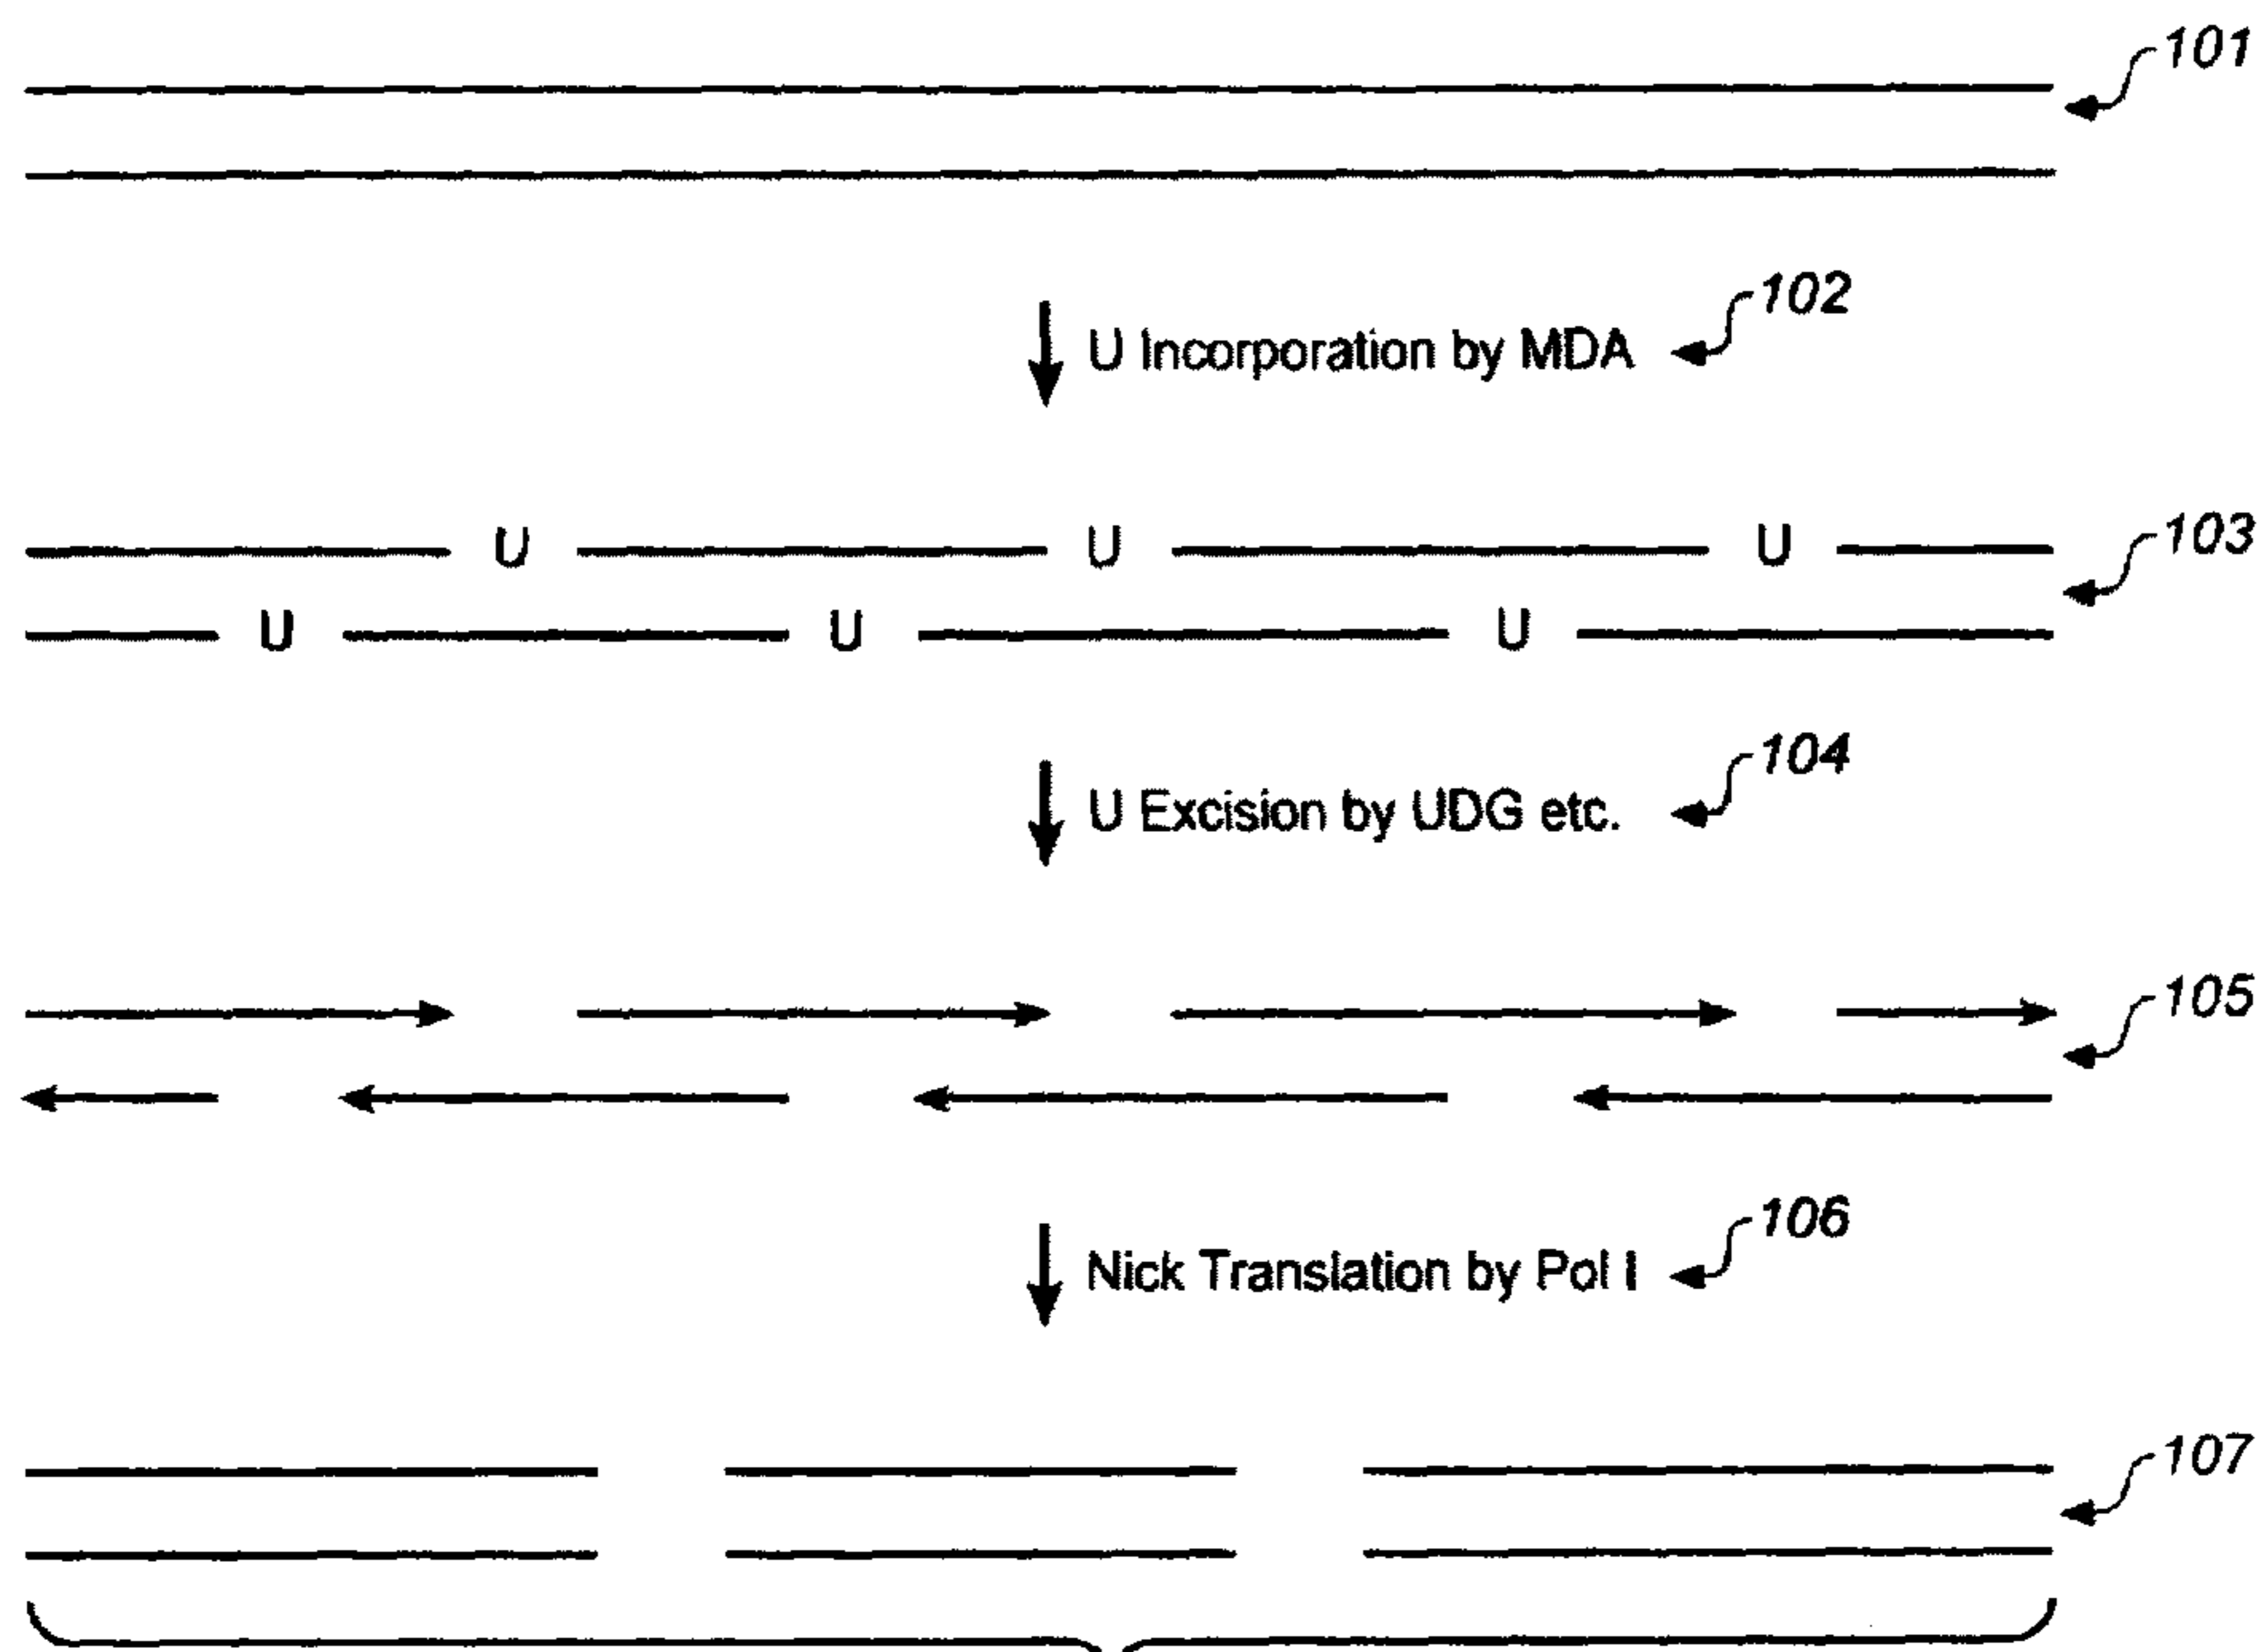 101
102
U Incorporation by MDA
U U U
103
U U U
104
U Excision by UDG etc.
105
106
Nick Translation by Pol I
107